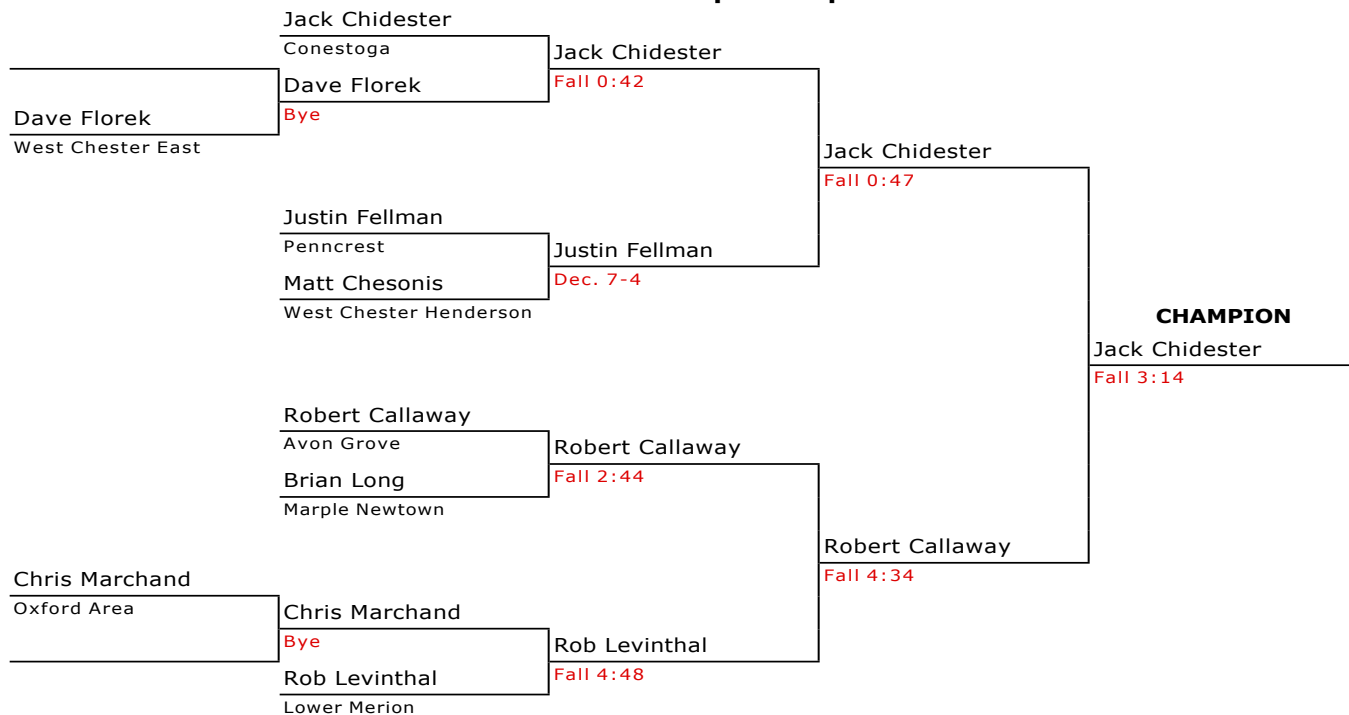 Jack Chidester
Conestoga
Jack Chidester
Fall 0:42
Dave Florek
Bye
Dave Florek
West Chester East
Jack Chidester
Fall 0:47
Justin Fellman
Penncrest
Justin Fellman
Dec. 7-4
Matt Chesonis
West Chester Henderson
CHAMPION
Jack Chidester
Fall 3:14
Robert Callaway
Avon Grove
Robert Callaway
Fall 2:44
Brian Long
Marple Newtown
Robert Callaway
Fall 4:34
Chris Marchand
Oxford Area
Chris Marchand
Bye
Rob Levinthal
Fall 4:48
Rob Levinthal
Lower Merion